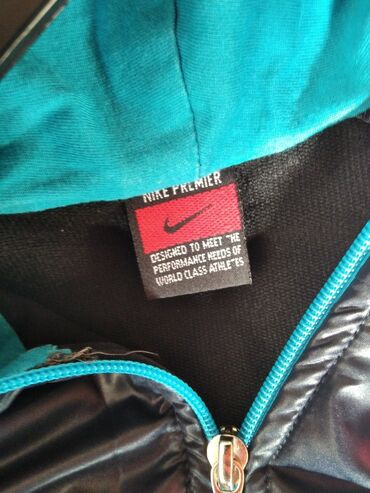 NIKE PREMIER
DESIGNED TO MEET THE
PERFORMANCE NEEDS OF
WORLD CLASS ATHLETES